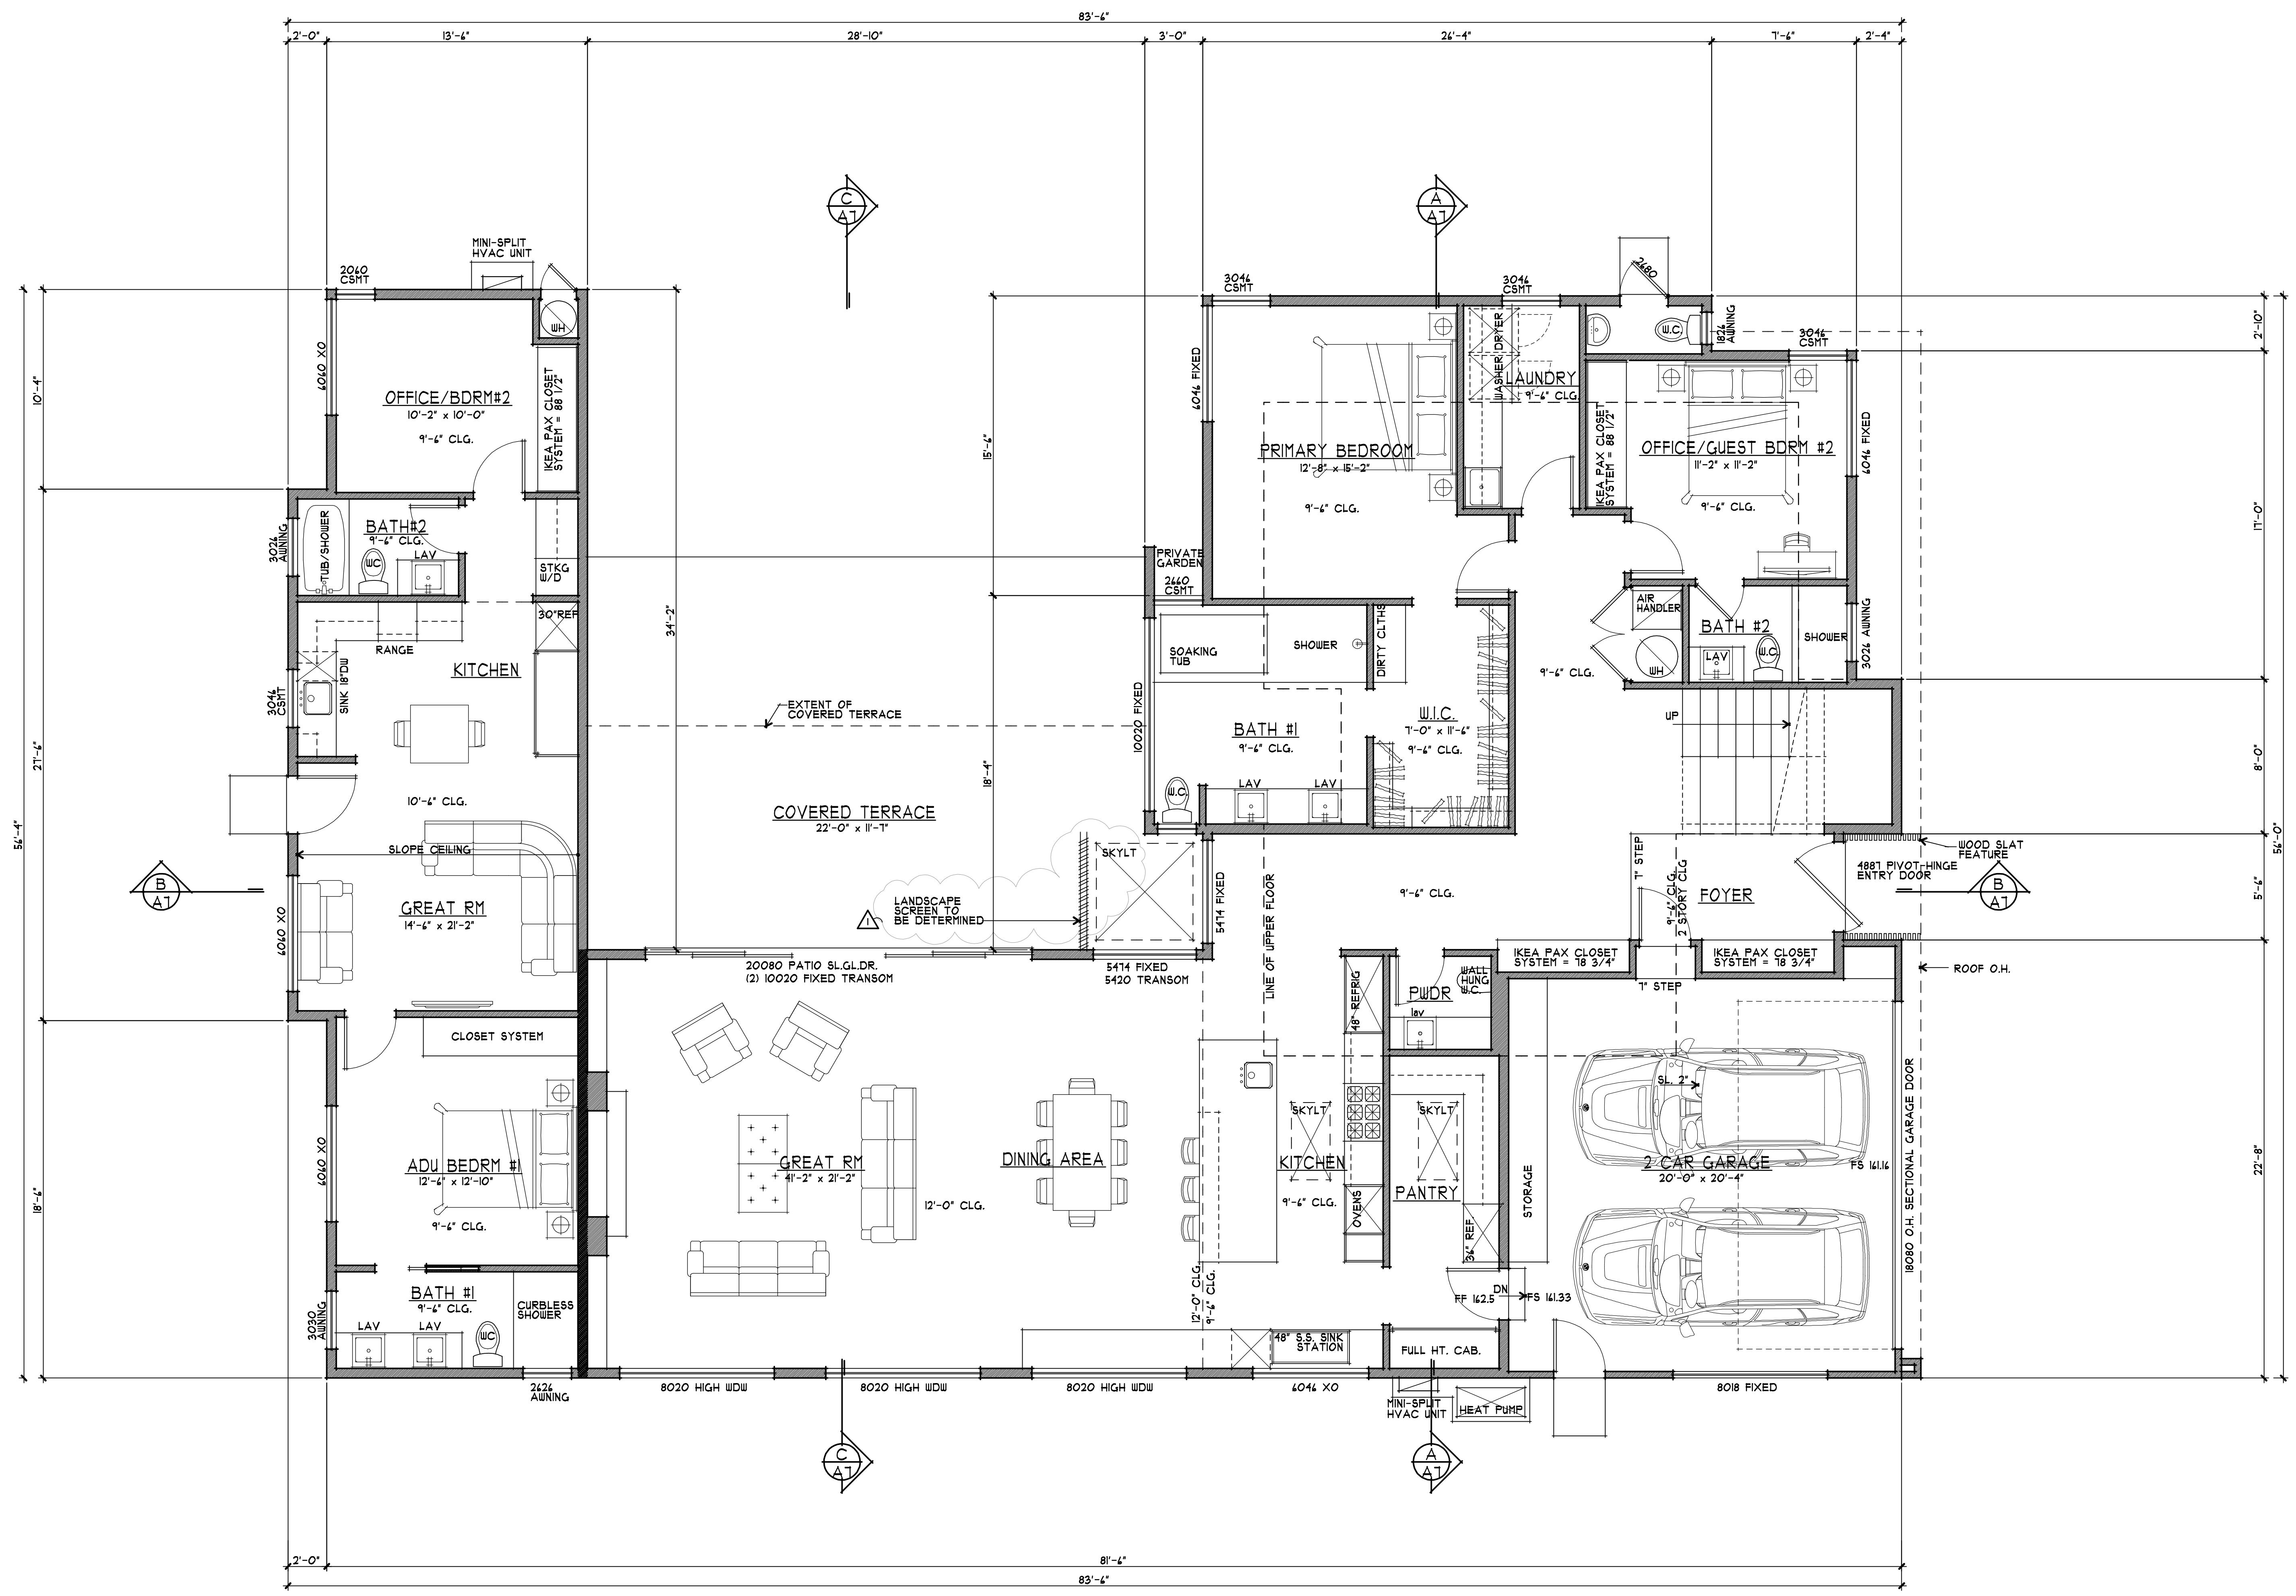 83'-6"
2'-0"
13'-6"
28'-10"
3'-0"
26'-4"
7'-6"
2'-4"
C
A7
A
A7
MINI-SPLIT
HVAC UNIT
2060
CSMT
WH
6060 XO
OFFICE/BDRM#2
10'-2" x 10'-0"
9'-6" CLG.
IKEA PAX CLOSET
SYSTEM = 88 1/2"
10'-4"
27'-6"
18'-6"
56'-4"
3026
AWNING
TUB/SHOWER
BATH#2
9'-6" CLG.
WC
LAV
STKG
W/D
30"REF
RANGE
KITCHEN
SINK 18"DW
3046
CSMT
10'-6" CLG.
SLOPE CEILING
B
A7
GREAT RM
14'-6" x 21'-2"
6060 XO
CLOSET SYSTEM
6060 XO
ADU BEDRM #1
12'-6" x 12'-10"
9'-6" CLG.
BATH #1
9'-6" CLG.
CURBLESS
SHOWER
3030
AWNING
LAV
LAV
WC
2626
AWNING
34'-2"
15'-6"
18'-4"
EXTENT OF
COVERED TERRACE
COVERED TERRACE
22'-0" x 11'-7"
SKYLT
LANDSCAPE
SCREEN TO
BE DETERMINED
1
20080 PATIO SL.GL.DR.
(2) 10020 FIXED TRANSOM
5474 FIXED
5420 TRANSOM
5474 FIXED
3046
CSMT
3046
CSMT
2680
1826
AWNING
3046
CSMT
6046 FIXED
PRIMARY BEDROOM
12'-8" x 15'-2"
9'-6" CLG.
WASHER DRYER
LAUNDRY
9'-6" CLG.
W.C.
IKEA PAX CLOSET
SYSTEM = 88 1/2"
OFFICE/GUEST BDRM #2
11'-2" x 11'-2"
9'-6" CLG.
6046 FIXED
PRIVATE
GARDEN
2660
CSMT
SOAKING
TUB
SHOWER
DIRTY CLTHS
10020 FIXED
BATH #1
9'-6" CLG.
W.C.
LAV
LAV
W.I.C.
7'-0" x 11'-6"
9'-6" CLG.
AIR
HANDLER
WH
9'-6" CLG.
BATH #2
LAV
W.C.
SHOWER
3026 AWNING
UP
9'-6" CLG.
LINE OF UPPER FLOOR
7" STEP
9'-6" CLG.
2 STORY CLG
FOYER
WOOD SLAT
FEATURE
4887 PIVOT-HINGE
ENTRY DOOR
B
A7
ROOF O.H.
IKEA PAX CLOSET
SYSTEM = 78 3/4"
IKEA PAX CLOSET
SYSTEM = 78 3/4"
7" STEP
2'-10"
17'-0"
8'-0"
5'-6"
22'-8"
56'-0"
48" REFRIG
PWDR
WALL
HUNG
W.C.
lav
GREAT RM
41'-2" x 21'-2"
12'-0" CLG.
DINING AREA
SKYLT
KITCHEN
9'-6" CLG.
OVENS
SKYLT
PANTRY
36" REF.
STORAGE
SL. 2"
2 CAR GARAGE
20'-0" x 20'-4"
FS 161.16
18080 O.H. SECTIONAL GARAGE DOOR
12'-0" CLG.
9'-6" CLG.
DN
FF 162.5
FS 161.33
48" S.S. SINK
STATION
FULL HT. CAB.
8020 HIGH WDW
8020 HIGH WDW
8020 HIGH WDW
6046 XO
MINI-SPLIT
HVAC UNIT
HEAT PUMP
8018 FIXED
C
A7
A
A7
2'-0"
81'-6"
83'-6"